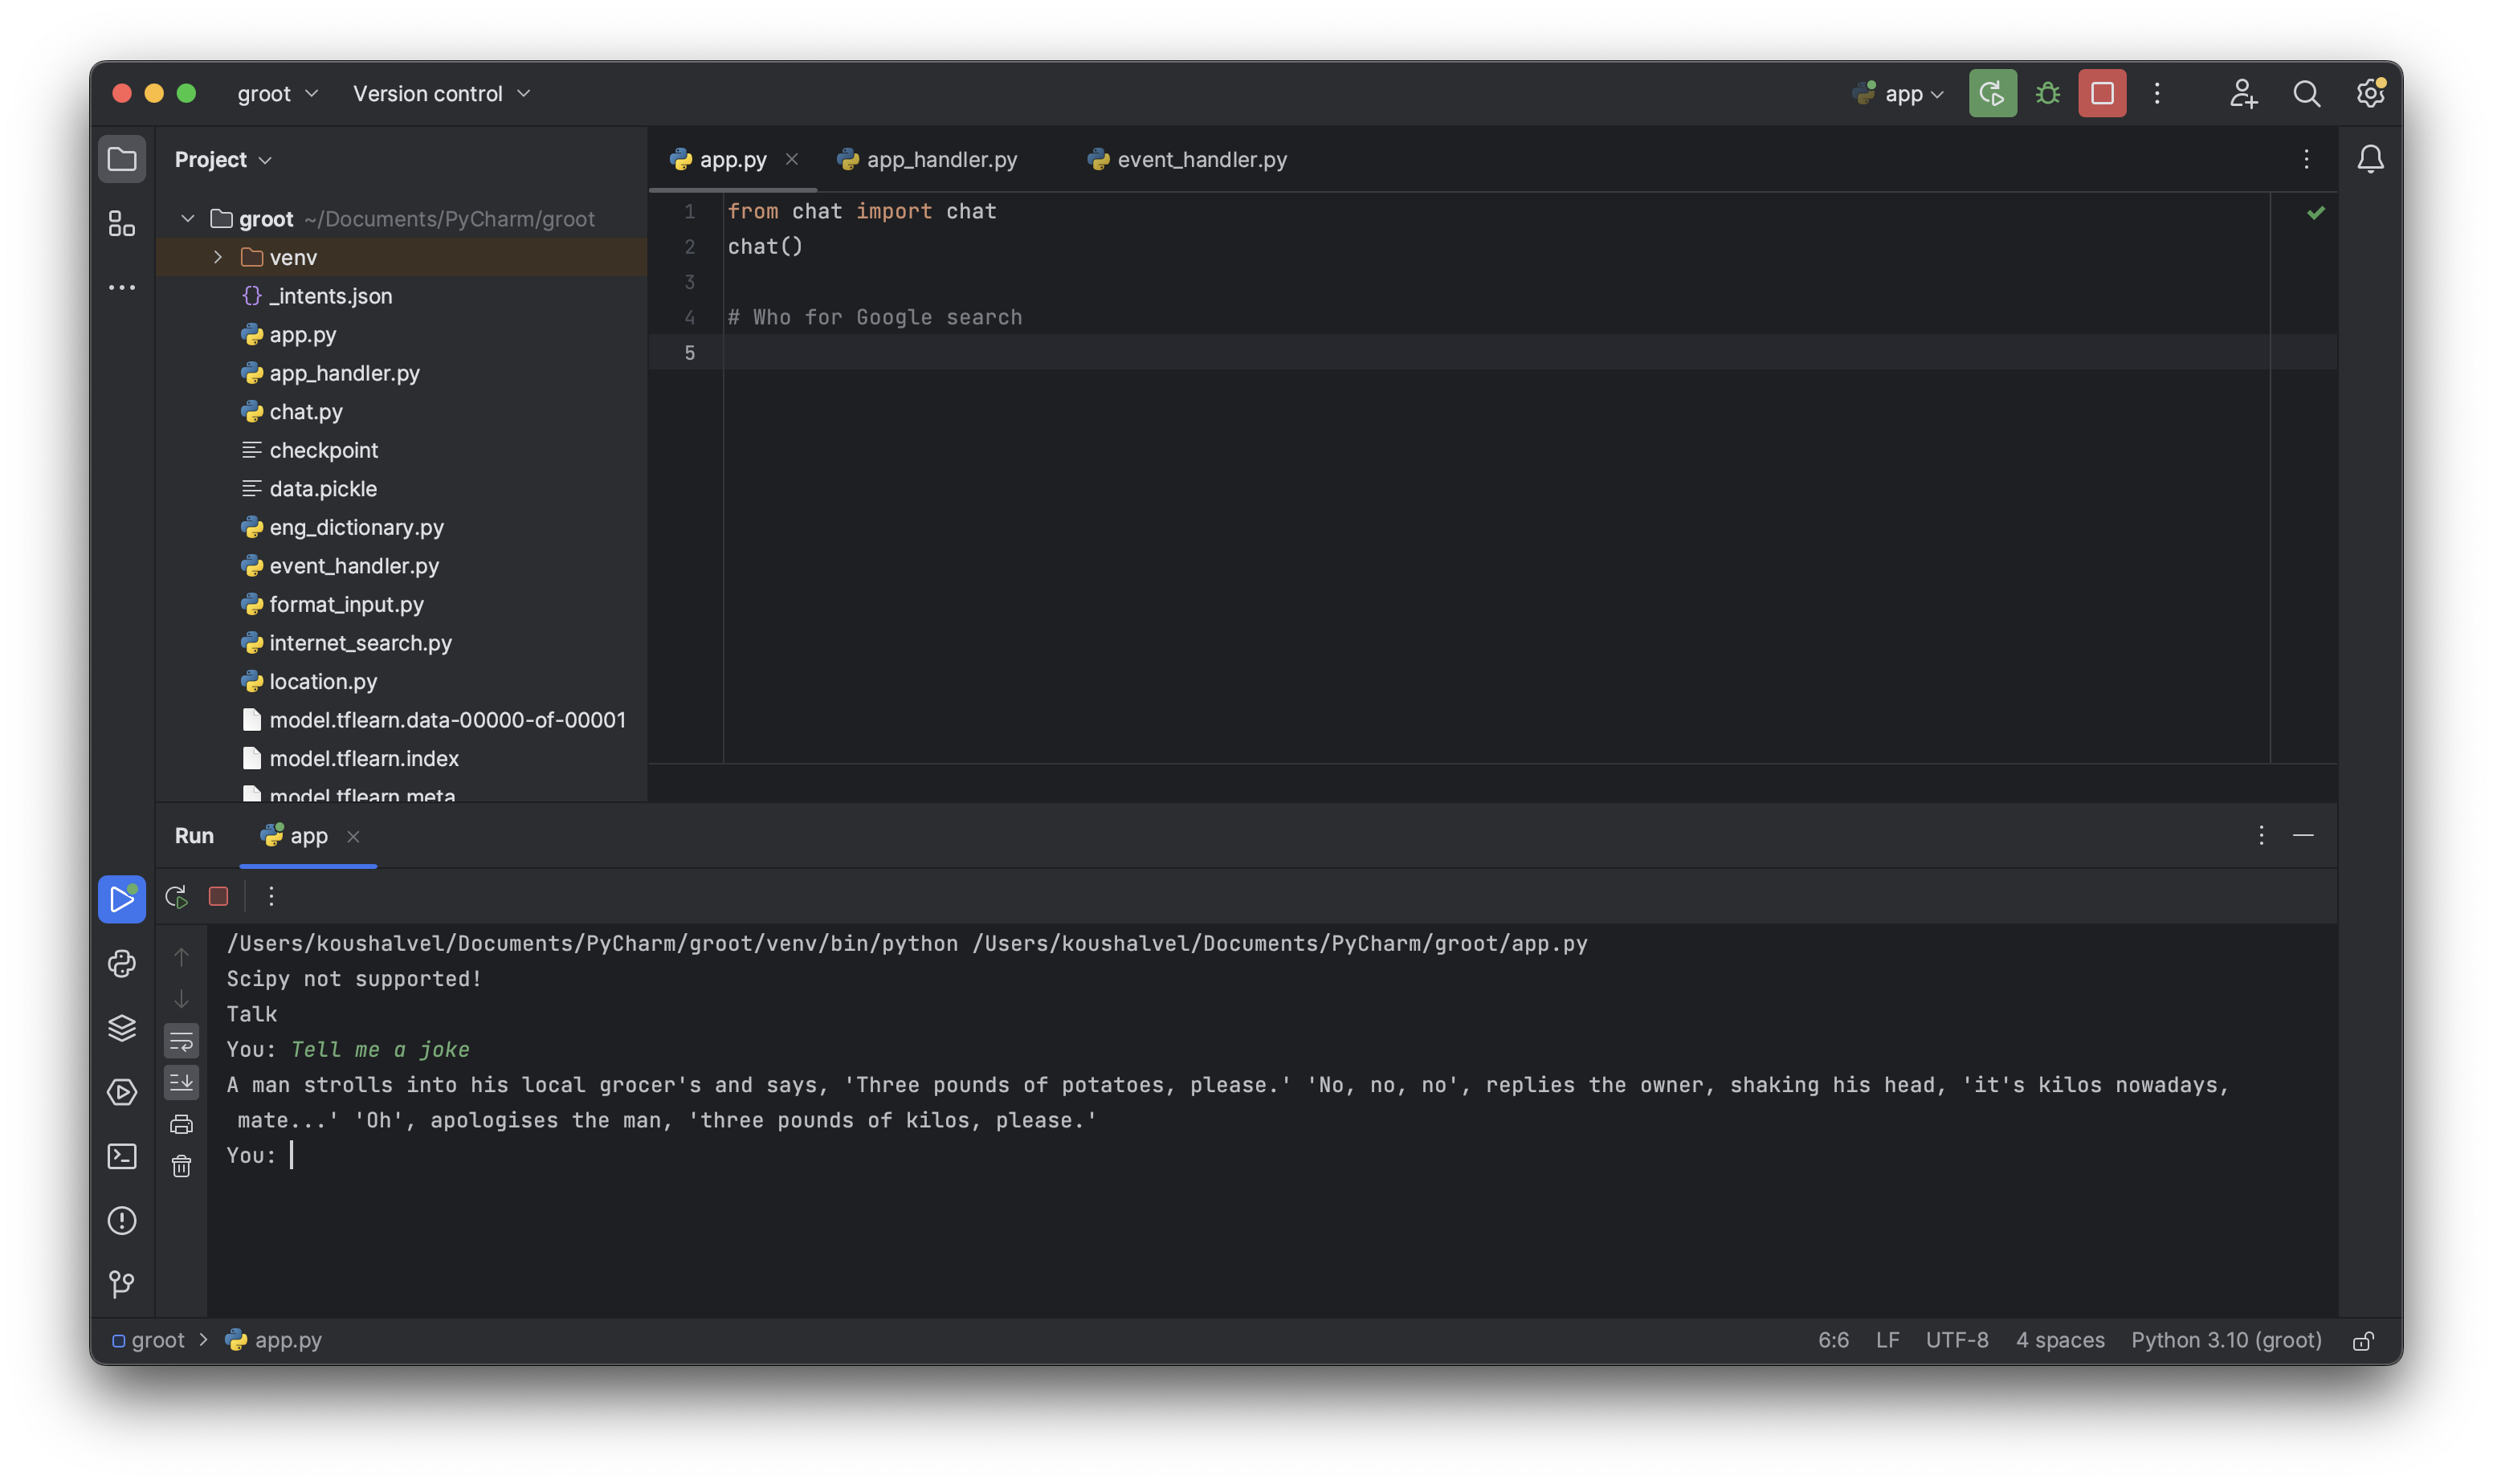 groot
Version control
app
Project
app.py
app_handler.py
event_handler.py
groot ~/Documents/PyCharm/groot
venv
_intents.json
app.py
app_handler.py
chat.py
checkpoint
data.pickle
eng_dictionary.py
event_handler.py
format_input.py
internet_search.py
location.py
model.tflearn.data-00000-of-00001
model.tflearn.index
model.tflearn.meta
1 from chat import chat
2 chat()
3
4 # Who for Google search
5
Run
app
/Users/koushalvel/Documents/PyCharm/groot/venv/bin/python /Users/koushalvel/Documents/PyCharm/groot/app.py
Scipy not supported!
Talk
You: Tell me a joke
A man strolls into his local grocer's and says, 'Three pounds of potatoes, please.' 'No, no, no', replies the owner, shaking his head, 'it's kilos nowadays,
mate...' 'Oh', apologises the man, 'three pounds of kilos, please.'
You:
groot > app.py
6:6 LF UTF-8 4 spaces Python 3.10 (groot)